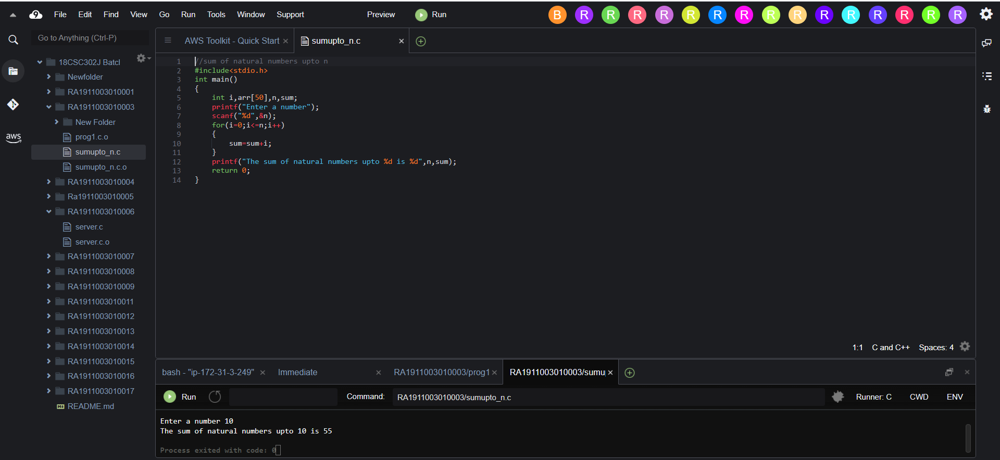 9 File Edit Find View Go Run Tools Window Support Preview Run B R R R R R R R R R R R R R R R
Go to Anything (Ctrl-P)
AWS Toolkit - Quick Start
sumupto_n.c
aws
18CSC302J Batcl
Newfolder
RA1911003010001
RA1911003010003
New Folder
prog1.c.o
sumupto_n.c
sumupto_n.c.o
RA1911003010004
Ra1911003010005
RA1911003010006
server.c
server.c.o
RA1911003010007
RA1911003010008
RA1911003010009
RA1911003010011
RA1911003010012
RA1911003010013
RA1911003010014
RA1911003010015
RA1911003010016
RA1911003010017
README.md
1 //sum of natural numbers upto n
2 #include<stdio.h>
3 int main()
4 {
5 int i,arr[50],n,sum;
6 printf("Enter a number");
7 scanf("%d",&n);
8 for(i=0;i<=n;i++)
9 {
10 sum=sum+i;
11 }
12 printf("The sum of natural numbers upto %d is %d",n,sum);
13 return 0;
14 }
1:1 C and C++ Spaces: 4
bash - "ip-172-31-3-249" Immediate RA1911003010003/prog1 RA1911003010003/sumu
Run Command: RA1911003010003/sumupto_n.c Runner: C CWD ENV
Enter a number 10
The sum of natural numbers upto 10 is 55
Process exited with code: 0